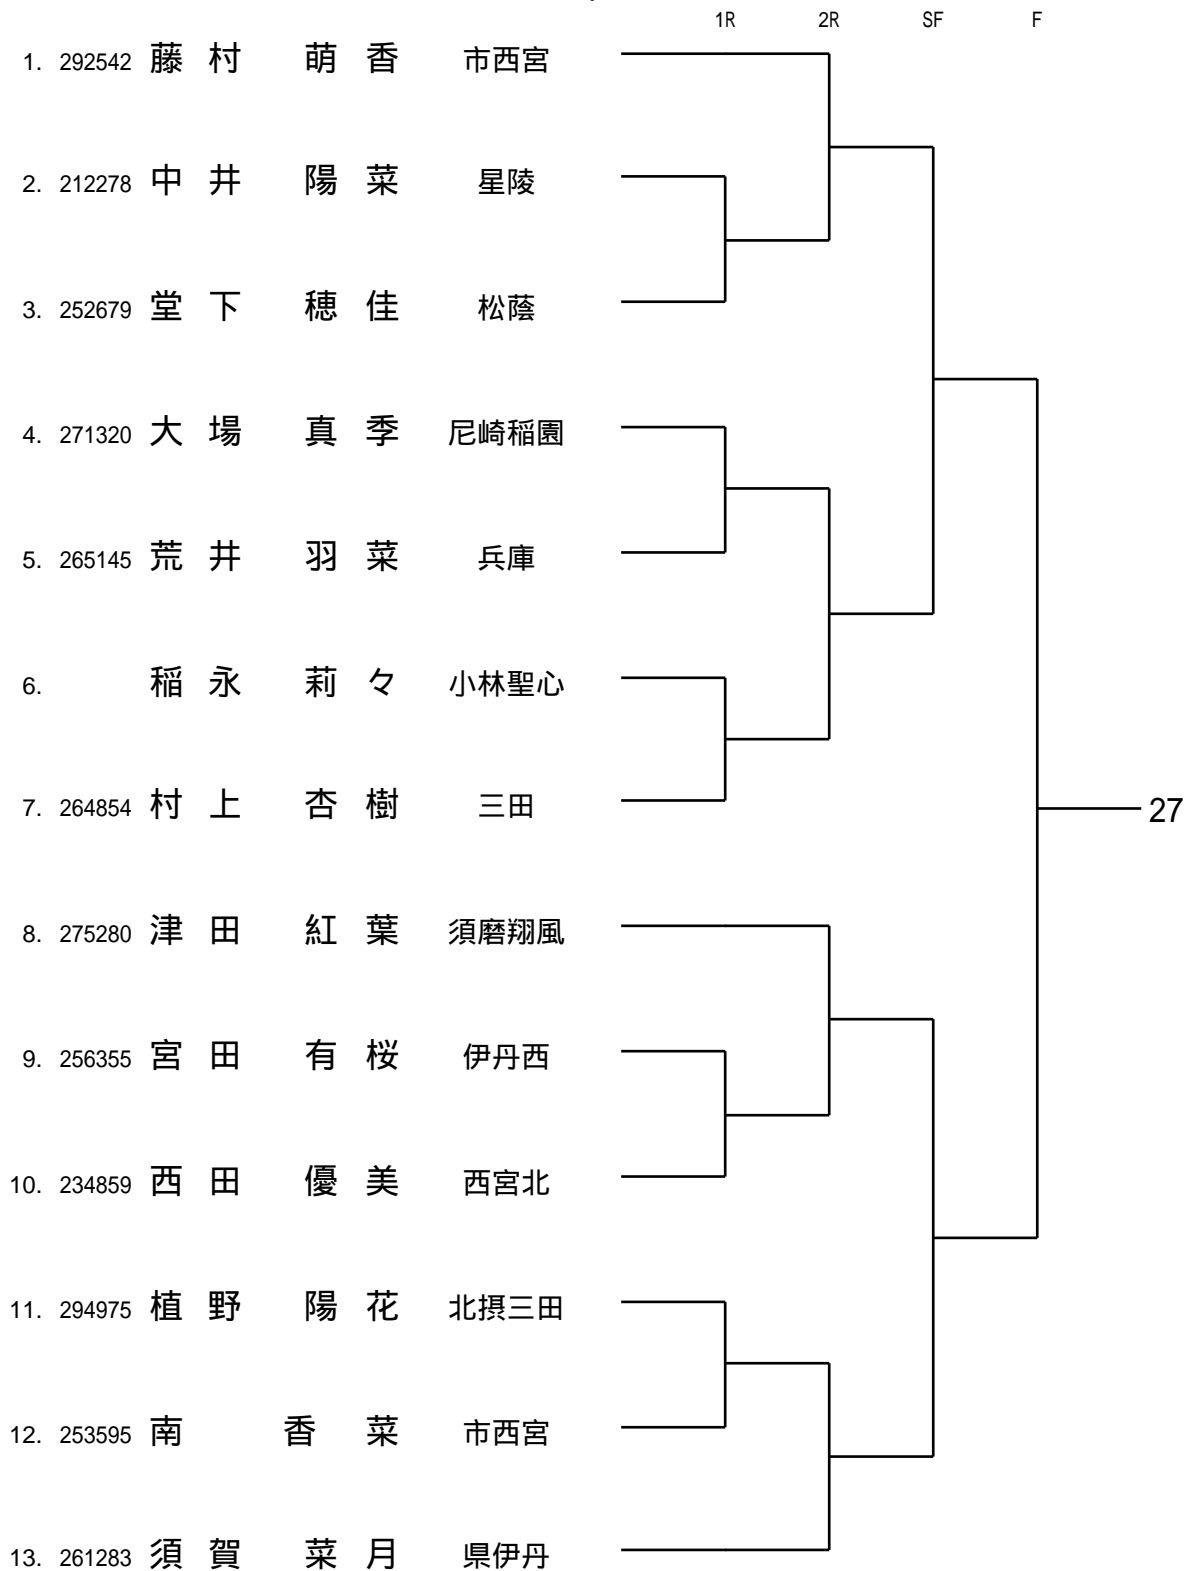 1R 2R SF F
1. 292542 藤村 萌香 市西宮
2. 212278 中井 陽菜 星陵
3. 252679 堂下 穂佳 松蔭
4. 271320 大場 真季 尼崎稲園
5. 265145 荒井 羽菜 兵庫
6. 稲永 莉々 小林聖心
7. 264854 村上 杏樹 三田
27
8. 275280 津田 紅葉 須磨翔風
9. 256355 宮田 有桜 伊丹西
10. 234859 西田 優美 西宮北
11. 294975 植野 陽花 北摂三田
12. 253595 南 香菜 市西宮
13. 261283 須賀 菜月 県伊丹